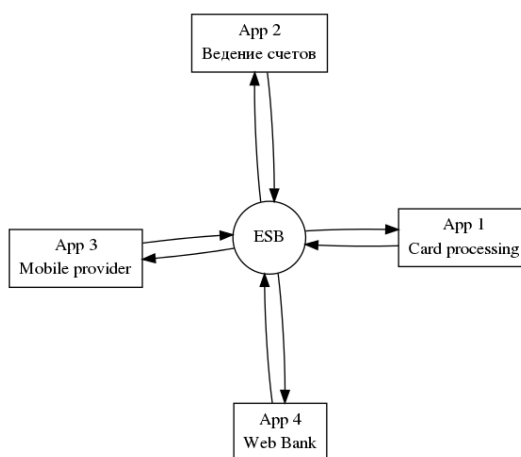 App 2
Ведение счетов
ESB
App 1
Card processing
App 3
Mobile provider
App 4
Web Bank